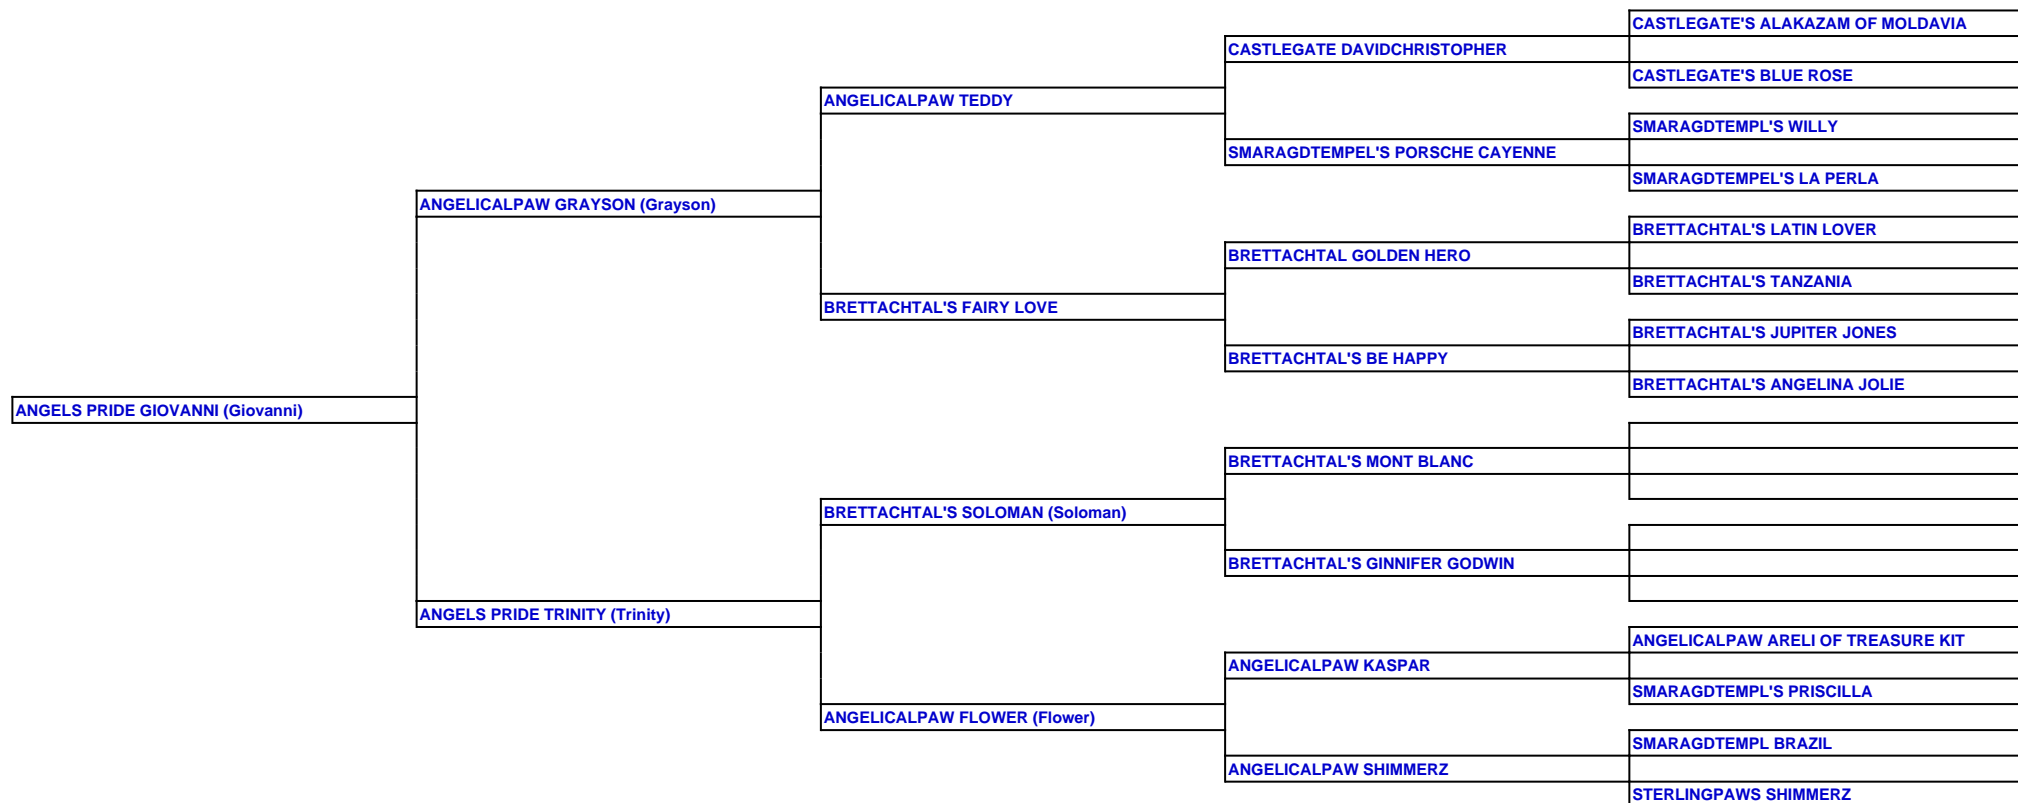 CASTLEGATE'S ALAKAZAM OF MOLDAVIA
CASTLEGATE DAVIDCHRISTOPHER
CASTLEGATE'S BLUE ROSE
ANGELICALPAW TEDDY
SMARAGDTEMPL'S WILLY
SMARAGDTEMPEL'S PORSCHE CAYENNE
SMARAGDTEMPEL'S LA PERLA
ANGELICALPAW GRAYSON (Grayson)
BRETTACHTAL'S LATIN LOVER
BRETTACHTAL GOLDEN HERO
BRETTACHTAL'S TANZANIA
BRETTACHTAL'S FAIRY LOVE
BRETTACHTAL'S JUPITER JONES
BRETTACHTAL'S BE HAPPY
BRETTACHTAL'S ANGELINA JOLIE
ANGELS PRIDE GIOVANNI (Giovanni)
BRETTACHTAL'S MONT BLANC
BRETTACHTAL'S SOLOMAN (Soloman)
BRETTACHTAL'S GINNIFER GODWIN
ANGELS PRIDE TRINITY (Trinity)
ANGELICALPAW ARELI OF TREASURE KIT
ANGELICALPAW KASPAR
SMARAGDTEMPL'S PRISCILLA
ANGELICALPAW FLOWER (Flower)
SMARAGDTEMPL BRAZIL
ANGELICALPAW SHIMMERZ
STERLINGPAWS SHIMMERZ